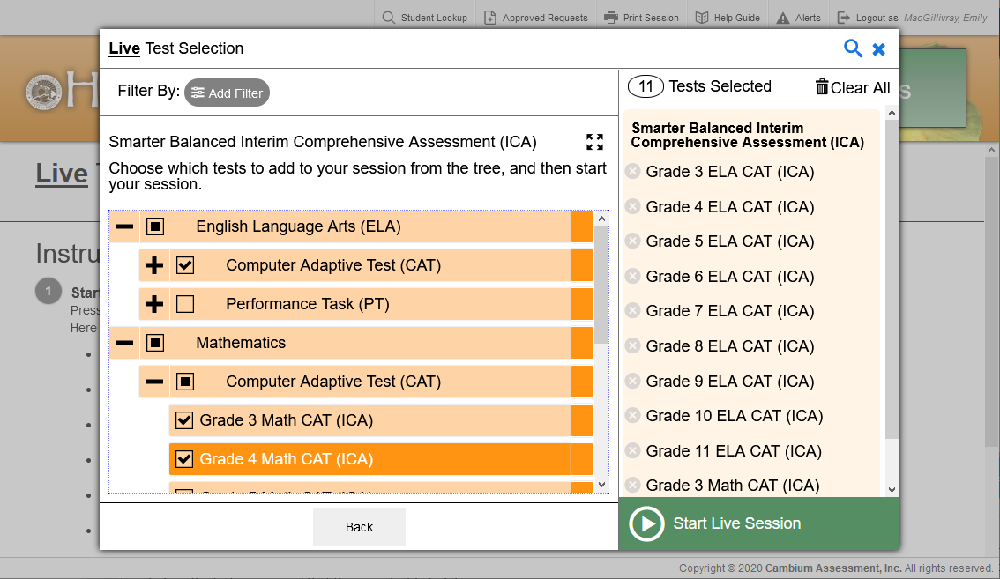 Student Lookup
Approved Requests
Print Session
Help Guide
Alerts
Logout as MacGillivray, Emily
Live Test Selection
Filter By:
Add Filter
11 Tests Selected
Clear All
H
s
Live
Smarter Balanced Interim Comprehensive Assessment (ICA)
Choose which tests to add to your session from the tree, and then start
your session.
English Language Arts (ELA)
Computer Adaptive Test (CAT)
Performance Task (PT)
Mathematics
Computer Adaptive Test (CAT)
Grade 3 Math CAT (ICA)
Grade 4 Math CAT (ICA)
Back
Smarter Balanced Interim
Comprehensive Assessment (ICA)
Grade 3 ELA CAT (ICA)
Grade 4 ELA CAT (ICA)
Grade 5 ELA CAT (ICA)
Grade 6 ELA CAT (ICA)
Grade 7 ELA CAT (ICA)
Grade 8 ELA CAT (ICA)
Grade 9 ELA CAT (ICA)
Grade 10 ELA CAT (ICA)
Grade 11 ELA CAT (ICA)
Grade 3 Math CAT (ICA)
Start Live Session
Instru
1
Star
Press
Here
Copyright © 2020 Cambium Assessment, Inc. All rights reserved.